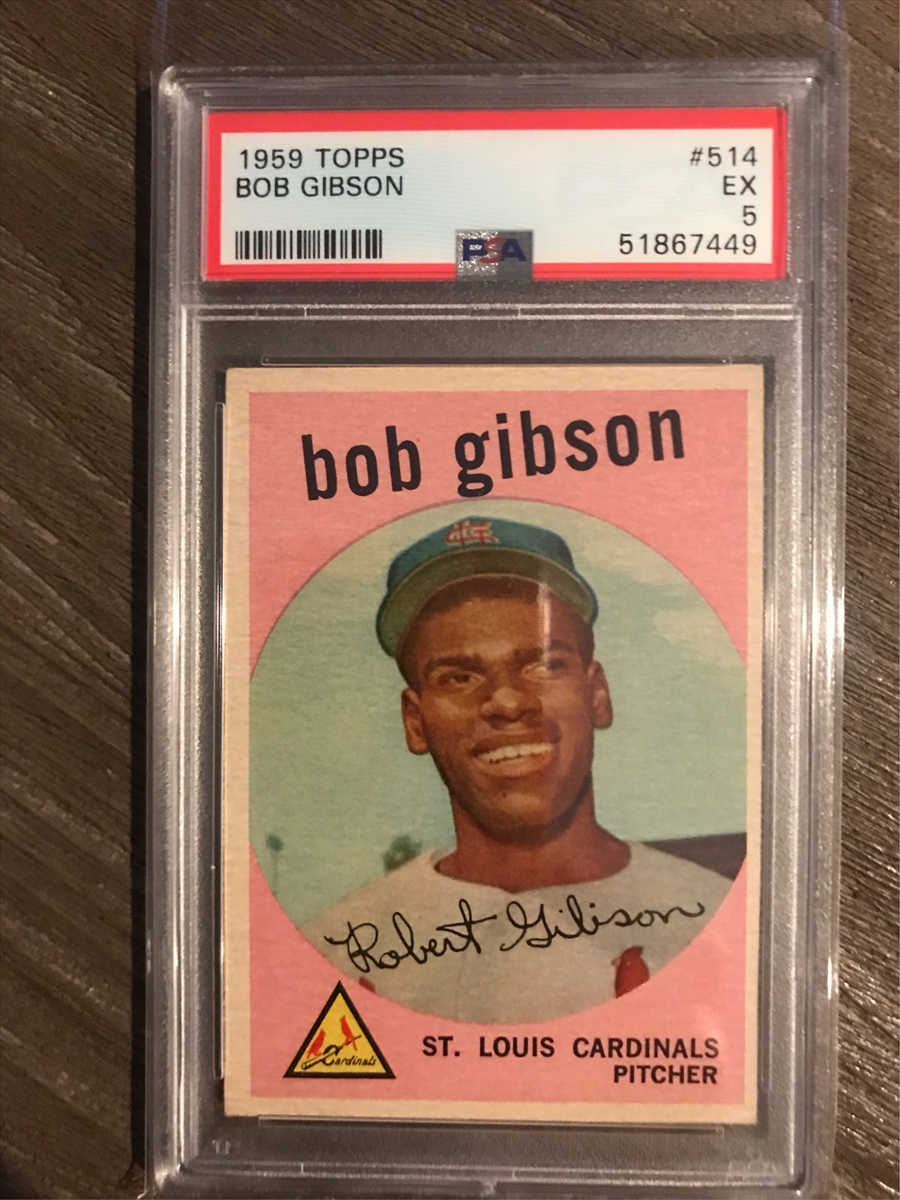 1959 TOPPS #514
BOB GIBSON EX
5
51867449
PSA
bob gibson
Robert Gibson
Cardinals
ST. LOUIS CARDINALS
PITCHER